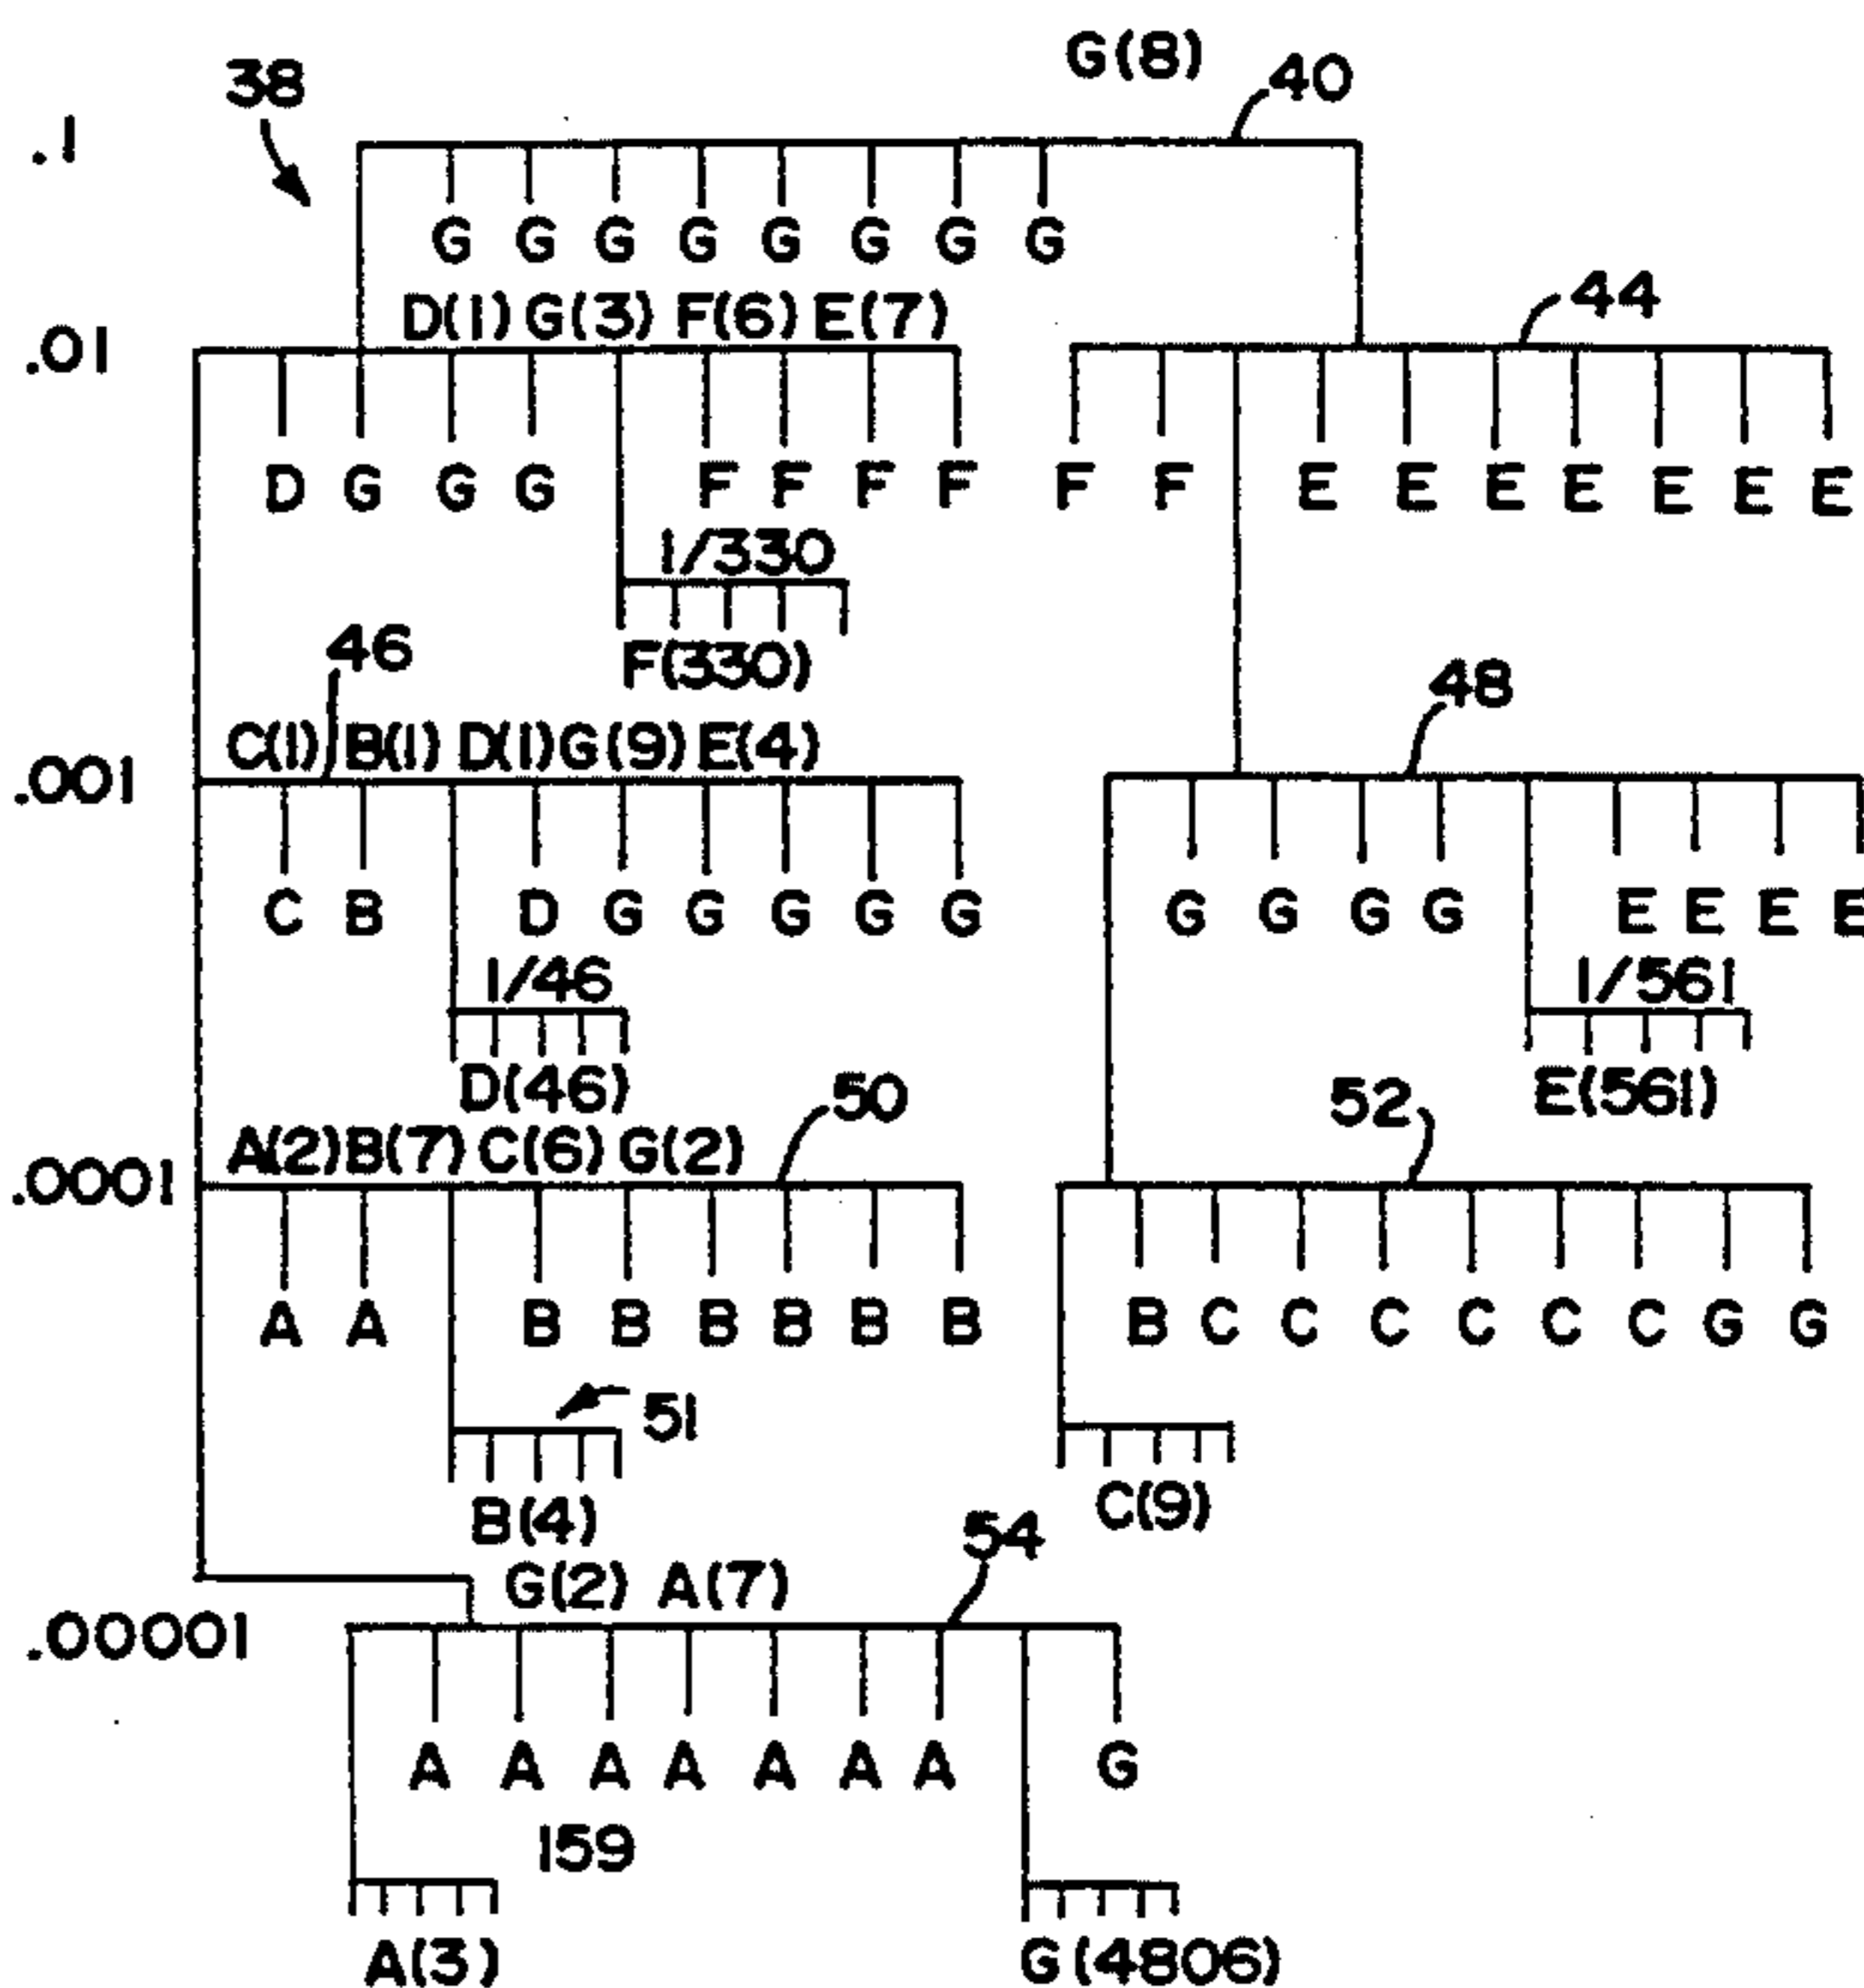 G(8)
38
40
.1
G G G G G G G G
44
D(1) G(3) F(6) E(7)
.01
D G G G F F F F F F E E E E E E E
1/330
F(330)
46
48
C(1) B(1) D(1) G(9) E(4)
.001
C B D G G G G G G G G G E E E E
1/46
1/561
D(46)
50
52
E(561)
A(2) B(7) C(6) G(2)
.0001
A A B B B B B B B C C C C C C G G
51
B(4)
C(9)
54
G(2) A(7)
.00001
A A A A A A A G
159
A(3)
G(4806)